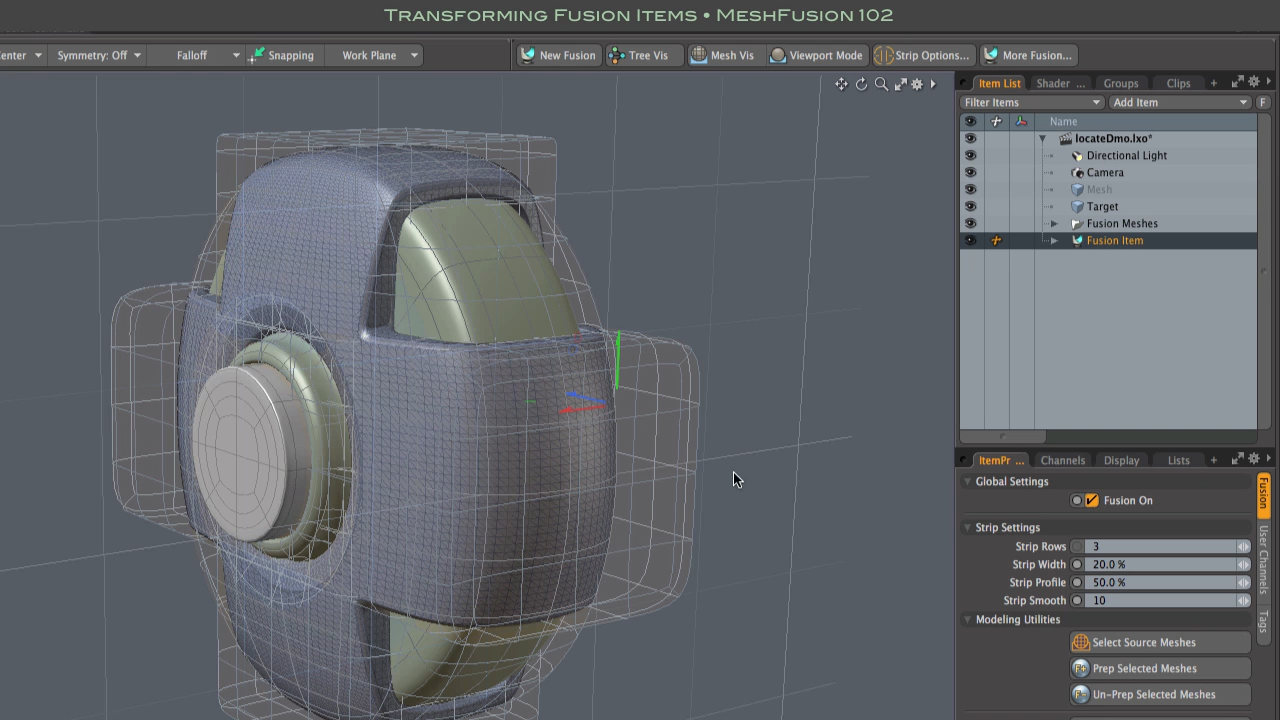 Transforming Fusion Items • MeshFusion 102
enter Symmetry: Off Falloff Snapping Work Plane New Fusion Tree Vis Mesh Vis Viewport Mode Strip Options... More Fusion...
Item List Shader ... Groups Clips +
Filter Items Add Item F
Name
locateDmo.lxo*
Directional Light
Camera
Mesh
Target
Fusion Meshes
Fusion Item
ItemPr ... Channels Display Lists +
Global Settings
Fusion On
Strip Settings
Strip Rows 3
Strip Width 20.0 %
Strip Profile 50.0 %
Strip Smooth 10
Modeling Utilities
Select Source Meshes
Prep Selected Meshes
Un-Prep Selected Meshes
Fusion
User Channels
Tags